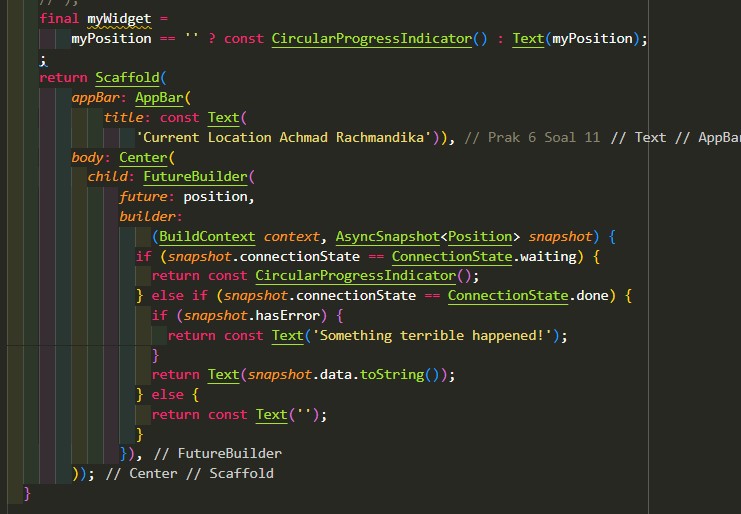 // );
final myWidget =
myPosition == '' ? const CircularProgressIndicator() : Text(myPosition);
;
return Scaffold(
appBar: AppBar(
title: const Text(
'Current Location Achmad Rachmandika')), // Prak 6 Soal 11 // Text // AppBar
body: Center(
child: FutureBuilder(
future: position,
builder:
(BuildContext context, AsyncSnapshot<Position> snapshot) {
if (snapshot.connectionState == ConnectionState.waiting) {
return const CircularProgressIndicator();
} else if (snapshot.connectionState == ConnectionState.done) {
if (snapshot.hasError) {
return const Text('Something terrible happened!');
}
return Text(snapshot.data.toString());
} else {
return const Text('');
}
}), // FutureBuilder
)); // Center // Scaffold
}